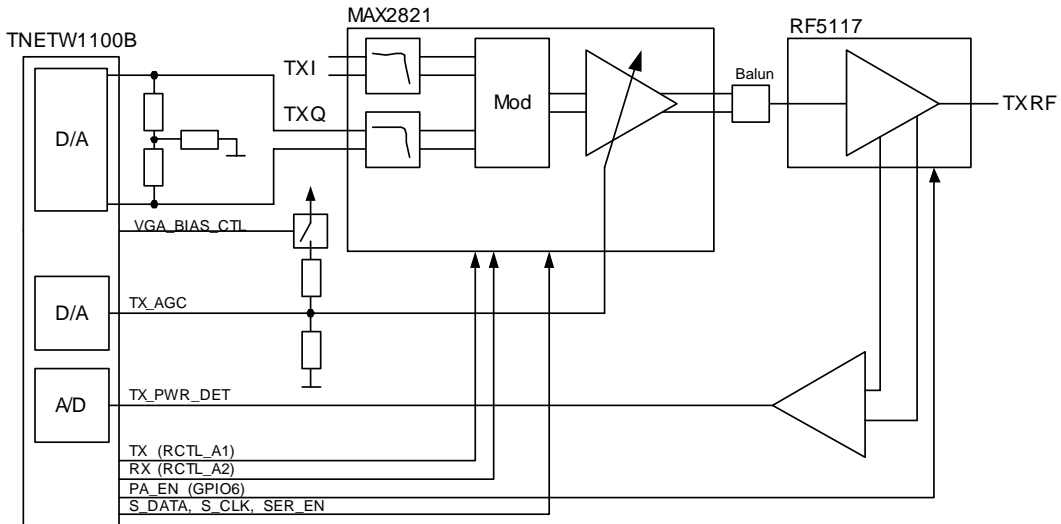 MAX2821
RF5117
TNETW1100B
TXI
TXQ
D/A
Mod
Balun
TXRF
VGA_BIAS_CTL
D/A
TX_AGC
A/D
TX_PWR_DET
TX (RCTL_A1)
RX (RCTL_A2)
PA_EN (GPIO6)
S_DATA, S_CLK, SER_EN